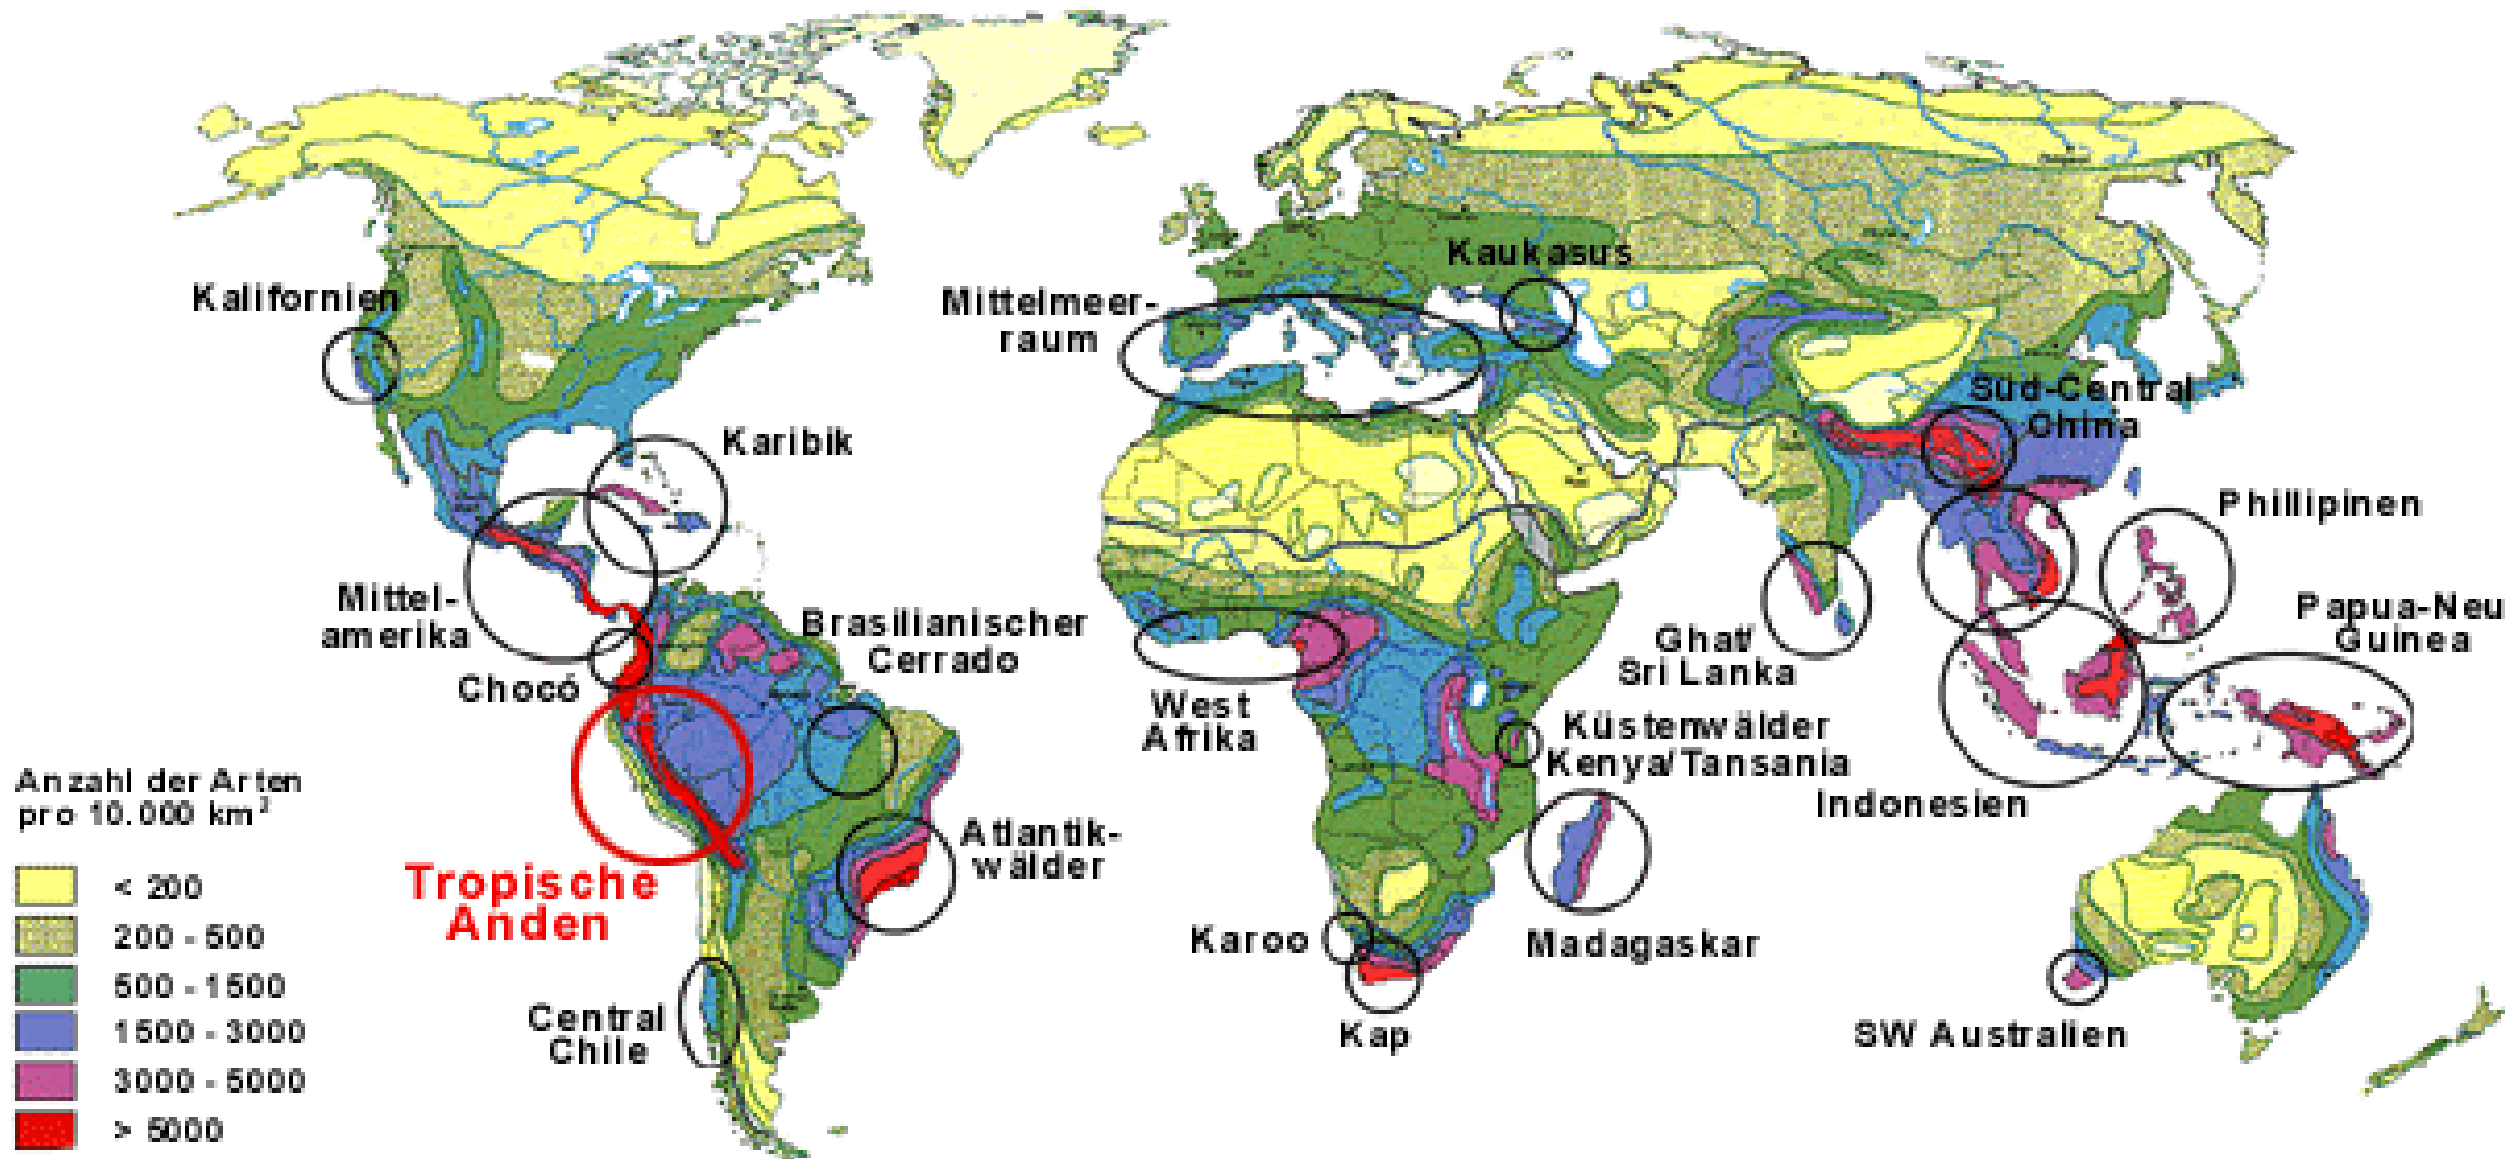 Kaukasus
Kalifornien
Mittelmeer-
raum
Süd-Central
China
Karibik
Phillipinen
Mittel-
amerika
Brasilianischer
Cerrado
Papua-Neu
Guinea
Ghat/
Sri Lanka
Chocó
West
Afrika
Küstenwälder
Kenya/Tansania
Indonesien
Anzahl der Arten
pro 10.000 km²
Atlantik-
wälder
Tropische
Anden
< 200
200 - 500
500 - 1500
1500 - 3000
3000 - 5000
> 5000
Karoo
Madagaskar
Central
Chile
Kap
SW Australien